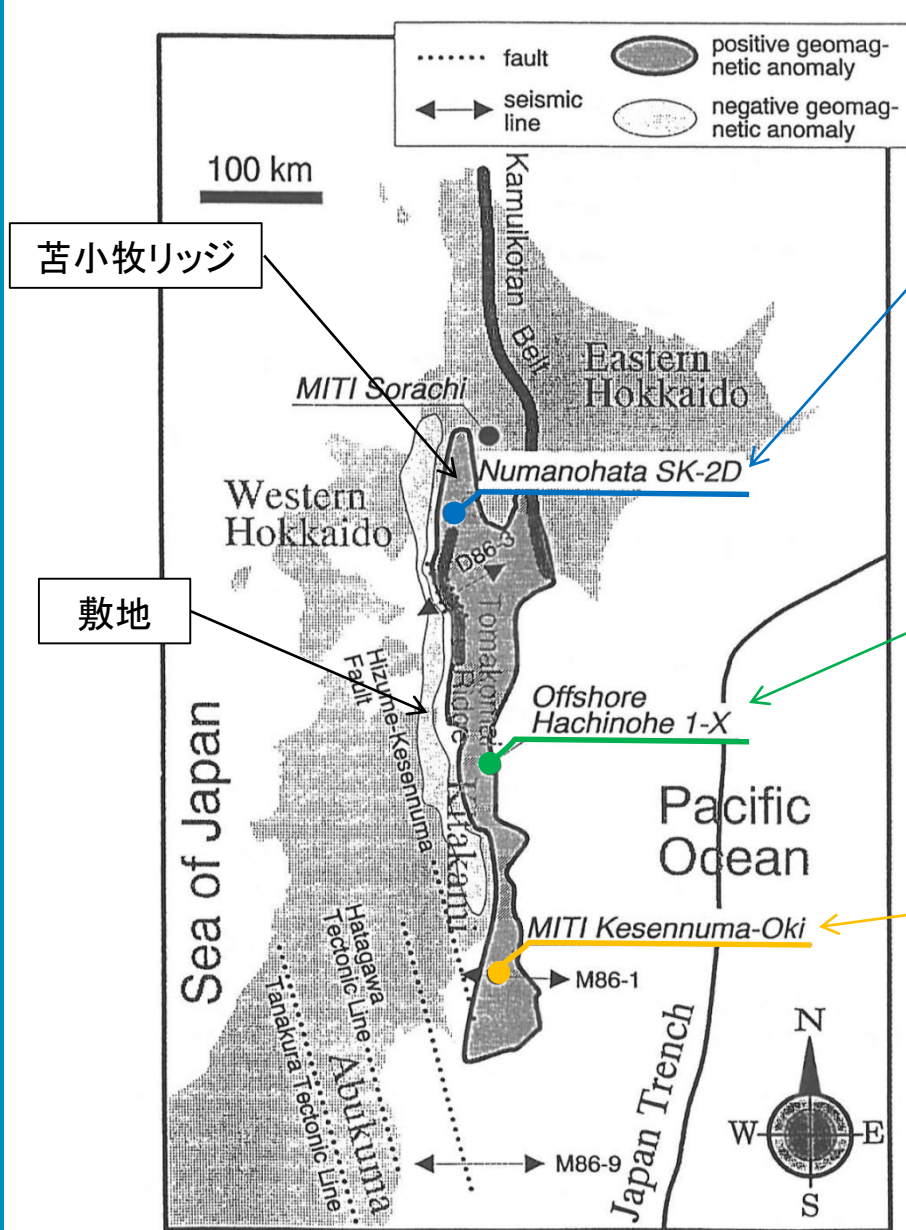 fault
positive geomag-
netic anomaly
seismic
line
negative geomag-
netic anomaly
100 km
Kamuikotan
Belt
苫小牧リッジ
Eastern
Hokkaido
MITI Sorachi
Numanohata SK-2D
Western
Hokkaido
D86-3
敷地
Tomakomai
Ridge
Hizume-Kesennuma
Fault
Offshore
Hachinohe 1-X
Kitakami
Sea of Japan
Pacific
Ocean
MITI Kesennuma-Oki
M86-1
Hatagawa
Tectonic Line
Tanakura Tectonic Line
Abukuma
Japan Trench
N
W
E
S
M86-9